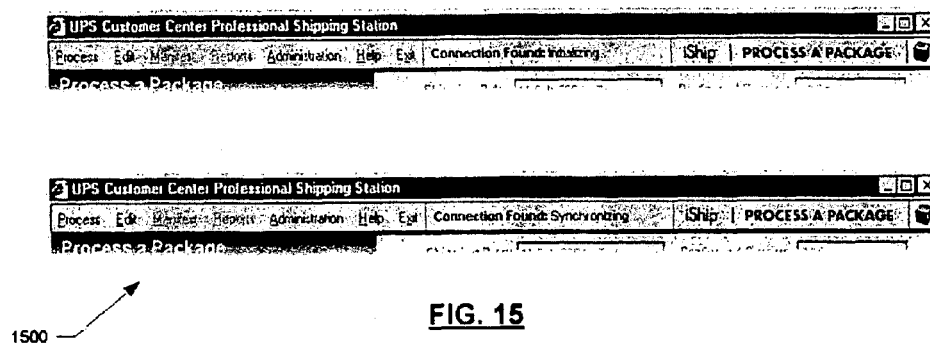 UPS Customer Center Professional Shipping Station
Process Edit Manifest Reports Administration Help Exit Connection Found: Initializing iShip | PROCESS A PACKAGE
Process a Package
UPS Customer Center Professional Shipping Station
Process Edit Manifest Reports Administration Help Exit Connection Found: Synchronizing iShip | PROCESS A PACKAGE
Process a Package
FIG. 15
1500